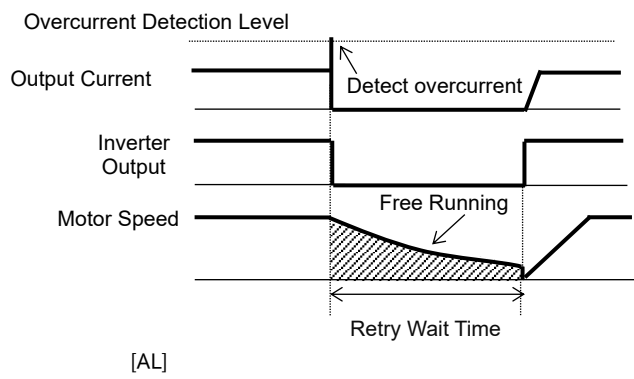 Overcurrent Detection Level
Output Current
Detect overcurrent
Inverter
Output
Free Running
Motor Speed
Retry Wait Time
[AL]